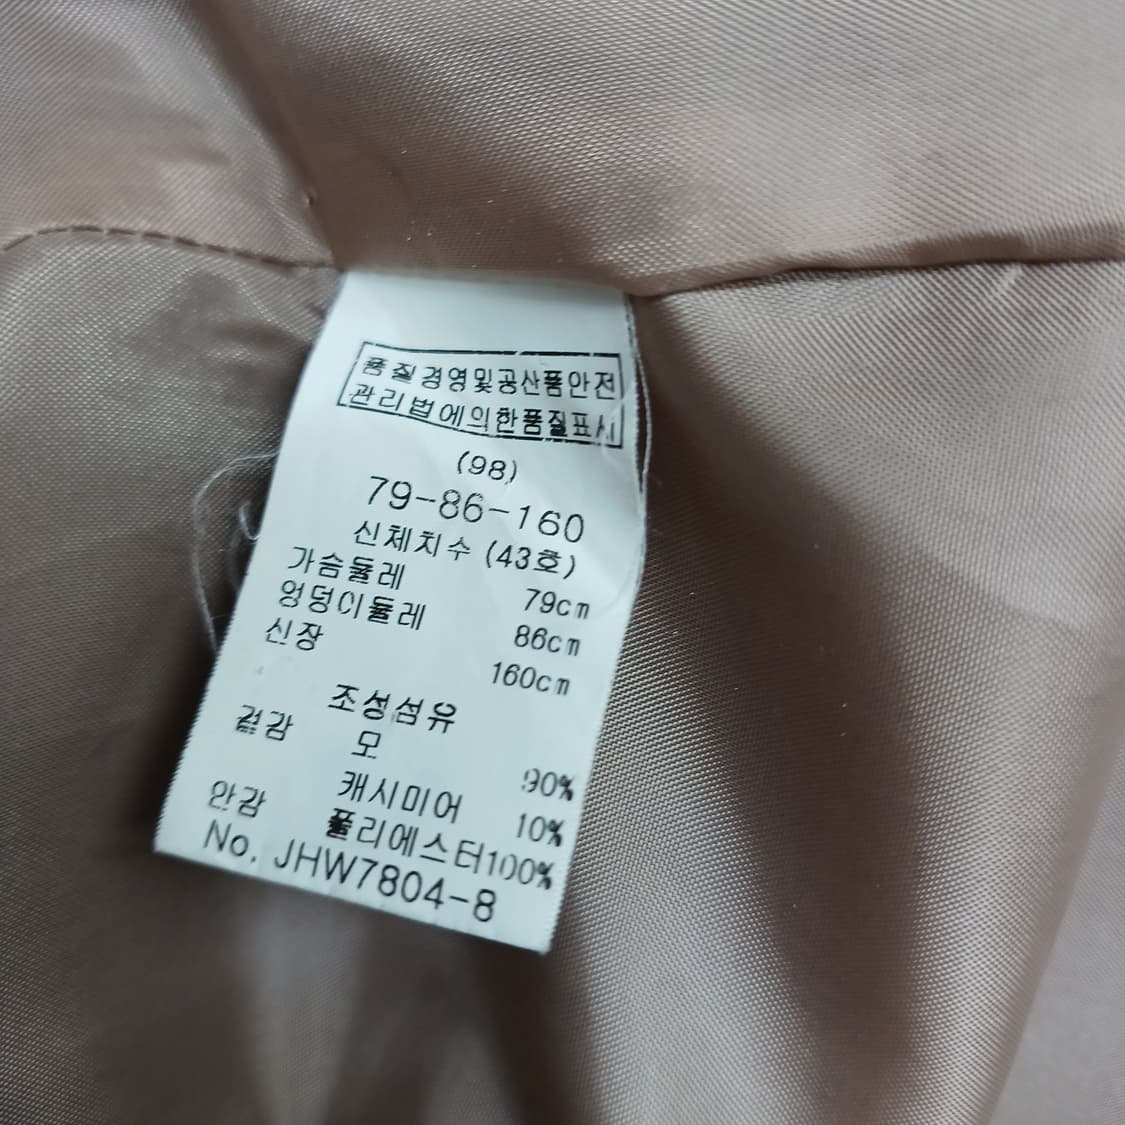 품질경영및공산품안전
관리법에의한품질표시
(98)
79-86-160
신체치수 (43호)
가슴둘레 79cm
엉덩이둘레 86cm
신장 160cm
조성섬유
겉감 모 90%
캐시미어 10%
안감 폴리에스터 100%
No. JHW7804-8